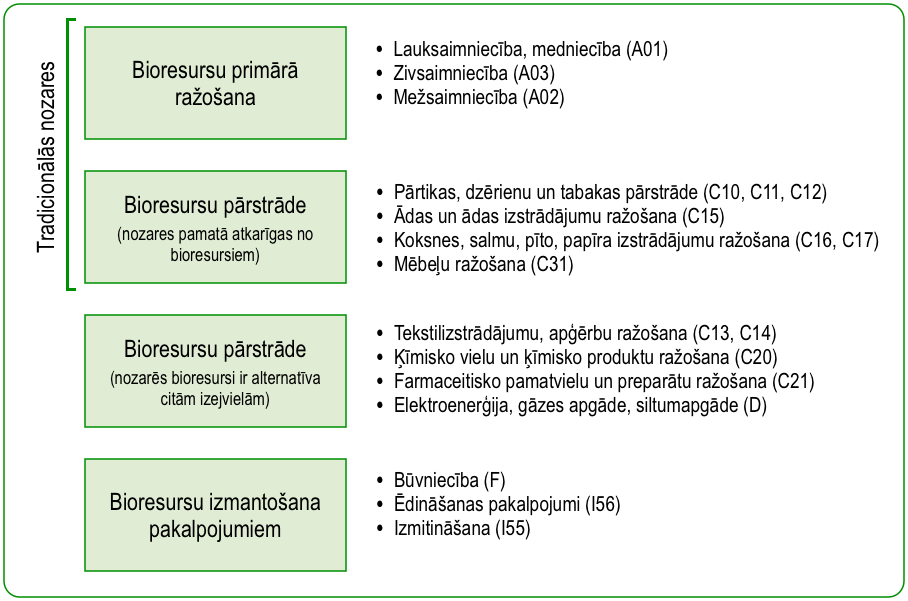 Tradicionālās nozares
Bioresursu primārā
ražošana
• Lauksaimniecība, medniecība (A01)
• Zivsaimniecība (A03)
• Mežsaimniecība (A02)
Bioresursu pārstrāde
(nozares pamatā atkarīgas no
bioresursiem)
• Pārtikas, dzērienu un tabakas pārstrāde (C10, C11, C12)
• Ādas un ādas izstrādājumu ražošana (C15)
• Koksnes, salmu, pīto, papīra izstrādājumu ražošana (C16, C17)
• Mēbeļu ražošana (C31)
Bioresursu pārstrāde
(nozarēs bioresursi ir alternatīva
citām izejvielām)
• Tekstilizstrādājumu, apģērbu ražošana (C13, C14)
• Ķīmisko vielu un ķīmisko produktu ražošana (C20)
• Farmaceitisko pamatvielu un preparātu ražošana (C21)
• Elektroenerģija, gāzes apgāde, siltumapgāde (D)
Bioresursu izmantošana
pakalpojumiem
• Būvniecība (F)
• Ēdināšanas pakalpojumi (I56)
• Izmitināšana (I55)